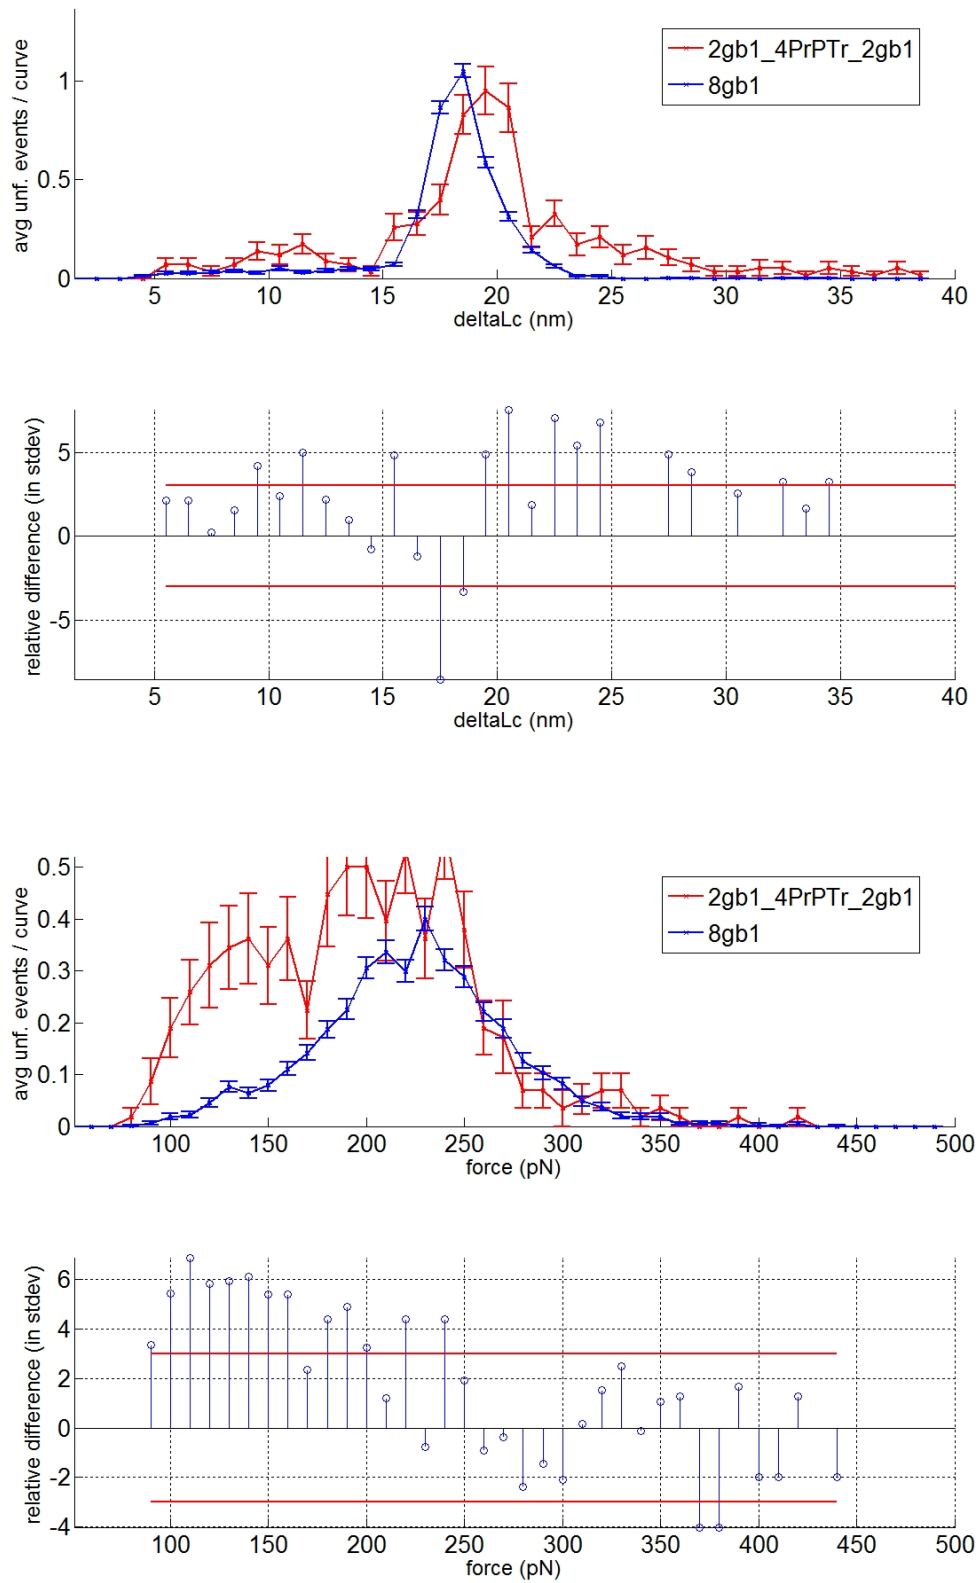 avg unf. events / curve
1
0.5
0
2gb1_4PrPTr_2gb1
8gb1
5 10 15 20 25 30 35 40
deltaLc (nm)
relative difference (in stdev)
5
0
-5
5 10 15 20 25 30 35 40
deltaLc (nm)
avg unf. events / curve
0.5
0.4
0.3
0.2
0.1
0
2gb1_4PrPTr_2gb1
8gb1
100 150 200 250 300 350 400 450 500
force (pN)
relative difference (in stdev)
6
4
2
0
-2
-4
100 150 200 250 300 350 400 450 500
force (pN)